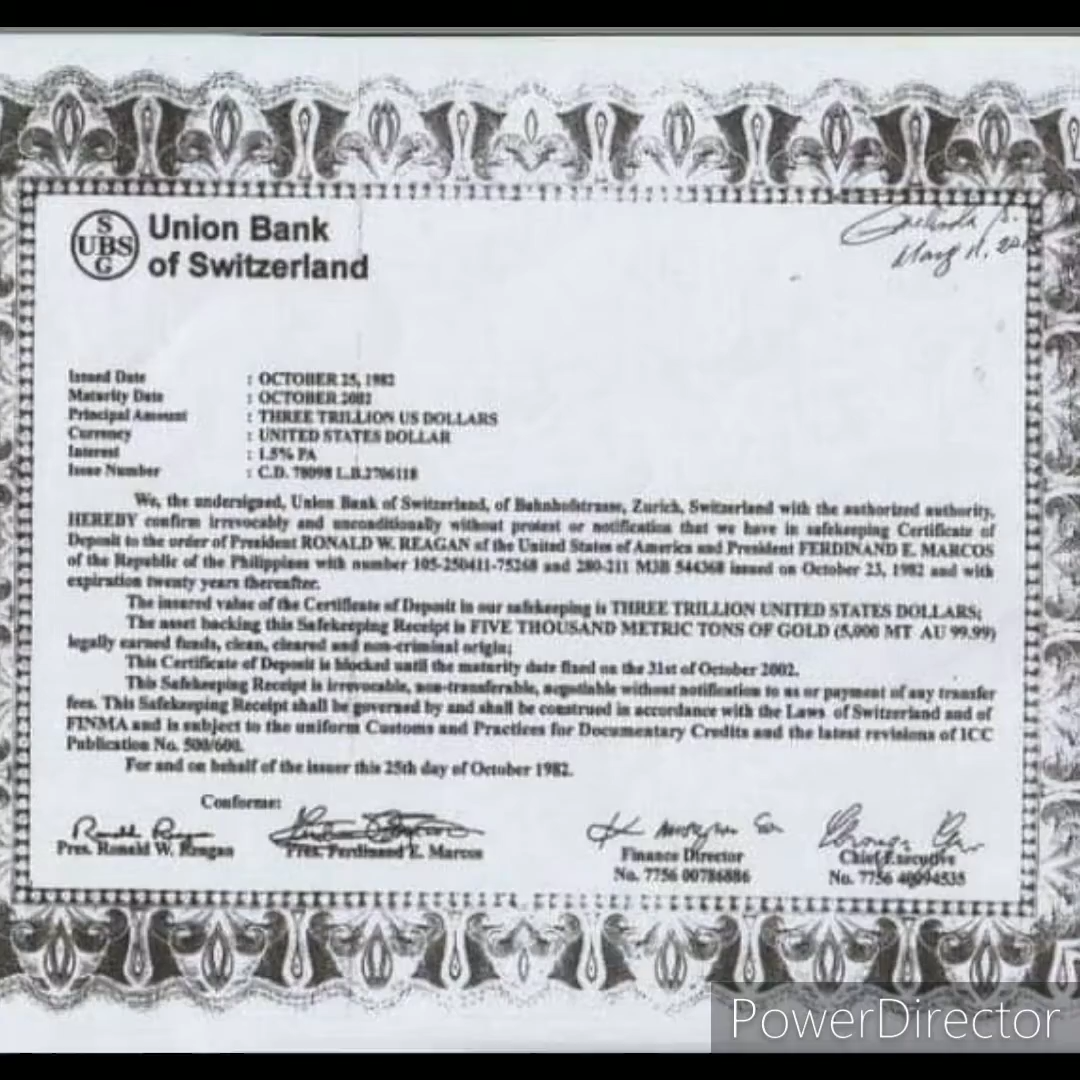 S
UBS
G
Union Bank
of Switzerland
Issued Date : OCTOBER 25, 1982
Maturity Date : OCTOBER 2002
Principal Amount : THREE TRILLION US DOLLARS
Currency : UNITED STATES DOLLAR
Interest : 1.5% PA
Issue Number : C.D. 78098 L.B.2706118
We, the undersigned, Union Bank of Switzerland, of Bahnhofstrasse, Zurich, Switzerland with the authorized authority,
HEREBY confirm irrevocably and unconditionally without protest or notification that we have in safekeeping Certificate of
Deposit to the order of President RONALD W. REAGAN of the United States of America and President FERDINAND E. MARCOS
of the Republic of the Philippines with number 105-250411-75268 and 280-211 M3B 544368 issued on October 23, 1982 and with
expiration twenty years thereafter.
The insured value of the Certificate of Deposit in our safekeeping is THREE TRILLION UNITED STATES DOLLARS;
The asset backing this Safekeeping Receipt is FIVE THOUSAND METRIC TONS OF GOLD (5,000 MT AU 99.99)
legally earned funds, clean, cleared and non-criminal origin;
This Certificate of Deposit is blocked until the maturity date fixed on the 31st of October 2002.
This Safekeeping Receipt is irrevocable, non-transferable, negotiable without notification to us or payment of any transfer
fees. This Safekeeping Receipt shall be governed by and shall be construed in accordance with the Laws of Switzerland and of
FINMA and is subject to the uniform Customs and Practices for Documentary Credits and the latest revisions of ICC
Publication No. 500/600.
For and on behalf of the issuer this 25th day of October 1982.
Conforme:
Pres. Ronald W. Reagan
Pres. Ferdinand E. Marcos
Finance Director
No. 7756 00786886
Chief Executive
No. 7756 40094535
PowerDirector